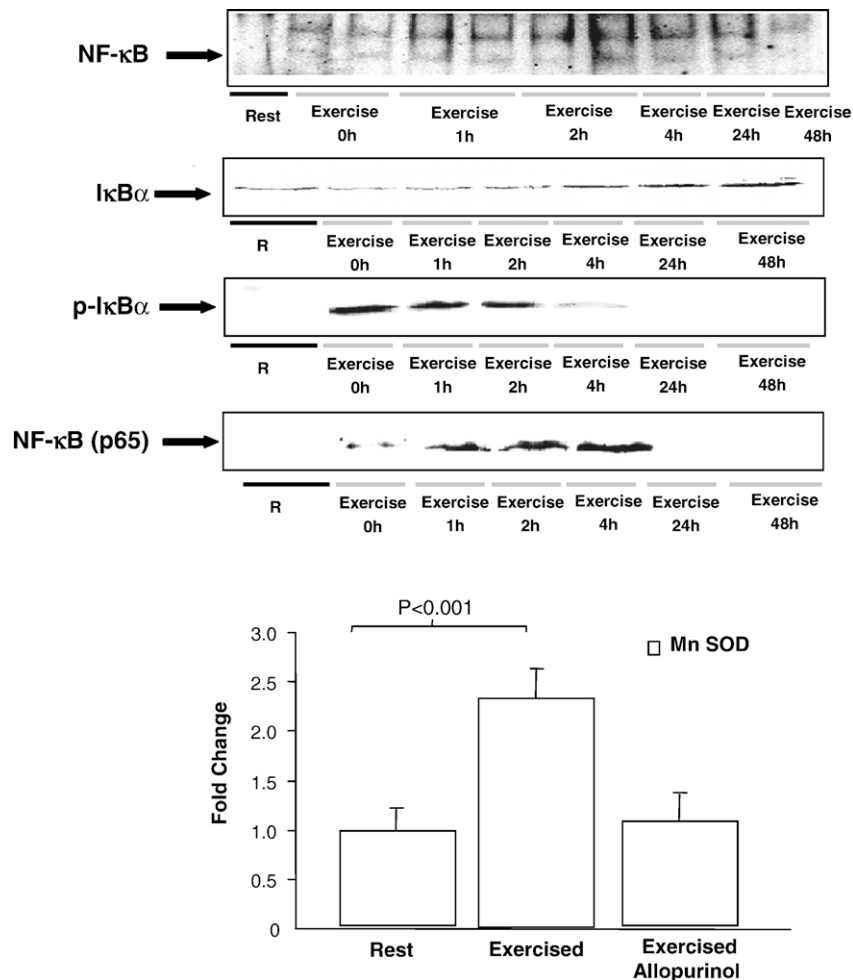 NF-κB
Rest Exercise 0h Exercise 1h Exercise 2h Exercise 4h Exercise 24h Exercise 48h
IκBα
R Exercise 0h Exercise 1h Exercise 2h Exercise 4h Exercise 24h Exercise 48h
p-IκBα
R Exercise 0h Exercise 1h Exercise 2h Exercise 4h Exercise 24h Exercise 48h
NF-κB (p65)
R Exercise 0h Exercise 1h Exercise 2h Exercise 4h Exercise 24h Exercise 48h
P<0.001
Mn SOD
Fold Change
3.0
2.5
2.0
1.5
1.0
0.5
0
Rest Exercised Exercised Allopurinol